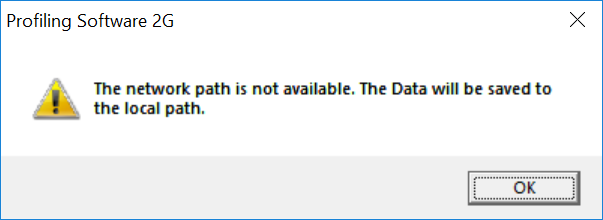 Profiling Software 2G
The network path is not available. The Data will be saved to
the local path.
OK